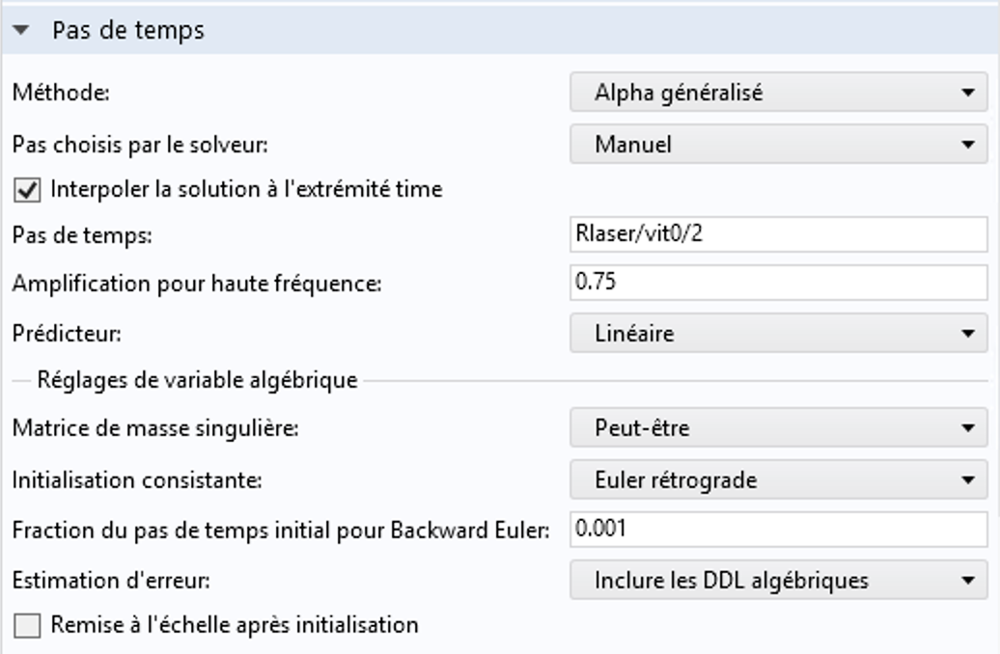 Pas de temps
Méthode: Alpha généralisé
Pas choisis par le solveur: Manuel
Interpoler la solution à l'extrémité time
Pas de temps: Rlaser/vit0/2
Amplification pour haute fréquence: 0.75
Prédicteur: Linéaire
Réglages de variable algébrique
Matrice de masse singulière: Peut-être
Initialisation consistante: Euler rétrograde
Fraction du pas de temps initial pour Backward Euler: 0.001
Estimation d'erreur: Inclure les DDL algébriques
Remise à l'échelle après initialisation